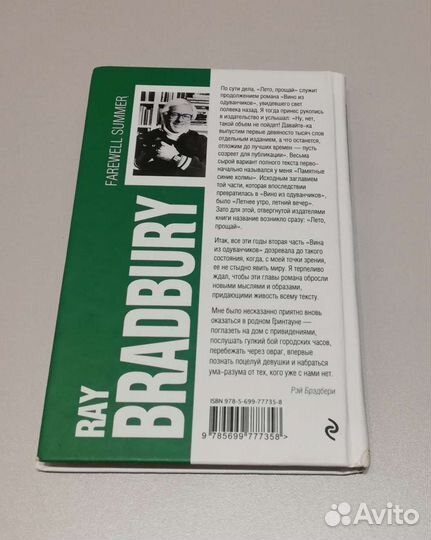 FAREWELL SUMMER
RAY
BRADBURY
По сути дела, «Лето, прощай» служит
продолжением романа «Вино из
одуванчиков», увидевшего свет
полвека назад. Я тогда принес рукопись
в издательство и услышал: «Ну, нет,
такой объем не пойдет! Давайте-ка
выпустим первые девяносто тысяч слов
отдельным изданием, а что останется,
отложим до лучших времен — пусть
созреет для публикации». Весьма
сырой вариант полного текста перво-
начально назывался у меня «Памятные
синие холмы». Исходным заглавием
той части, которая впоследствии
превратилась в «Вино из одуванчиков»,
было «Летнее утро, летний вечер».
Зато для этой, отвергнутой издателями
книги название возникло сразу: «Лето,
прощай».
Итак, все эти годы вторая часть «Вина
из одуванчиков» дозревала до такого
состояния, когда, с моей точки зрения,
ее не стыдно явить миру. Я терпеливо
ждал, чтобы эти главы романа обросли
новыми мыслями и образами,
придающими живость всему тексту.
Мне было несказанно приятно вновь
оказаться в родном Гринтауне —
поглазеть на дом с привидениями,
послушать гулкий бой городских часов,
перебежать через овраг, впервые
познать поцелуй девушки и набраться
ума-разума от тех, кого уже с нами нет.
Рэй Брэдбери
ISBN 978-5-699-77735-8
9 785699 777358 >
Avito